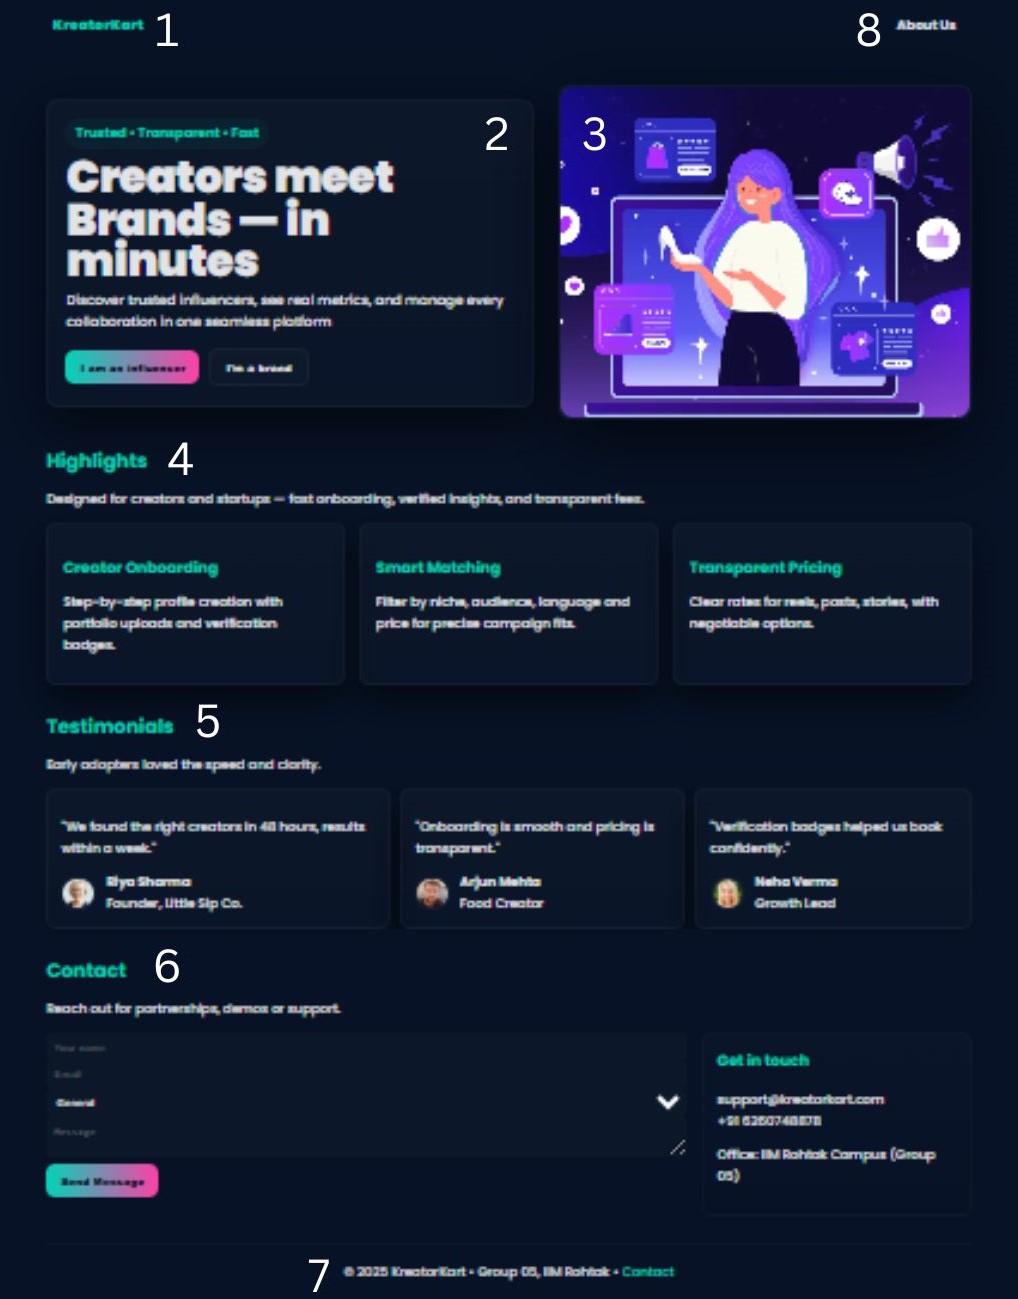 KreatorKart 1
8 About Us
Trusted • Transparent • Fast
2
3
Creators meet
Brands — in
minutes
Discover trusted influencers, see real metrics, and manage every
collaboration in one seamless platform
I am an influencer
I'm a brand
Highlights 4
Designed for creators and startups — fast onboarding, verified insights, and transparent fees.
Creator Onboarding
Step-by-step profile creation with
portfolio uploads and verification
badges.
Smart Matching
Filter by niche, audience, language and
price for precise campaign fits.
Transparent Pricing
Clear rates for reels, posts, stories, with
negotiable options.
Testimonials 5
Early adopters loved the speed and clarity.
"We found the right creators in 48 hours, results
within a week."
Riya Sharma
Founder, Little Sip Co.
"Onboarding is smooth and pricing is
transparent."
Arjun Mehta
Food Creator
"Verification badges helped us book
confidently."
Neha Verma
Growth Lead
Contact 6
Reach out for partnerships, demos or support.
Your name
Email
General
Message
Send Message
Get in touch
support@kreatorkart.com
Office: IIM Rohtak Campus (Group
05)
7 © 2025 KreatorKart • Group 05, IIM Rohtak • Contact